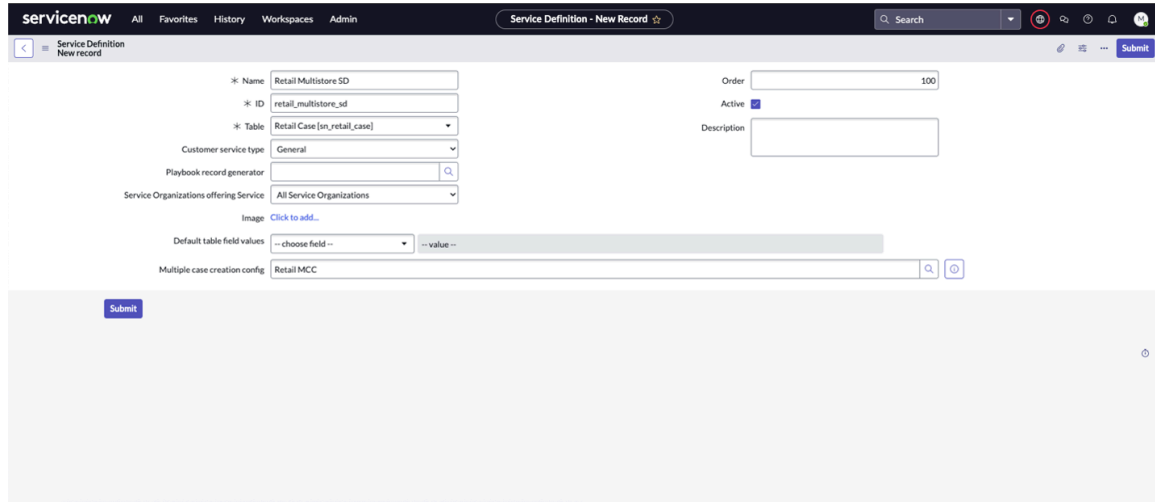 servicenow All Favorites History Workspaces Admin Service Definition - New Record Search M
Service Definition
New record
Submit
Name Retail Multistore SD
ID retail_multistore_sd
Table Retail Case [sn_retail_case]
Customer service type General
Playbook record generator
Service Organizations offering Service All Service Organizations
Image Click to add...
Default table field values -- choose field -- -- value --
Multiple case creation config Retail MCC
Order 100
Active
Description
Submit